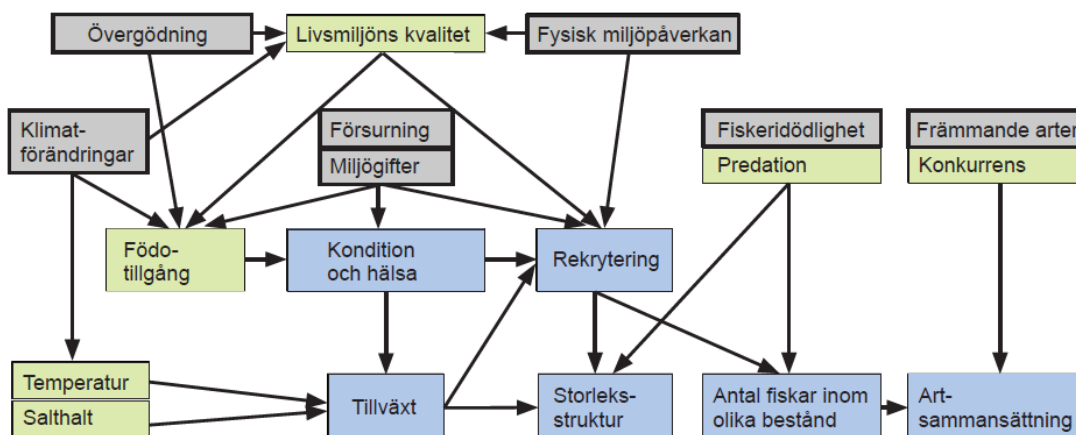 Övergödning
Livsmiljöns kvalitet
Fysisk miljöpåverkan
Klimat-
förändringar
Försurning
Miljögifter
Fiskeridödlighet
Predation
Främmande arter
Konkurrens
Födo-
tillgång
Kondition
och hälsa
Rekrytering
Temperatur
Salthalt
Tillväxt
Storleks-
struktur
Antal fiskar inom
olika bestånd
Art-
sammansättning